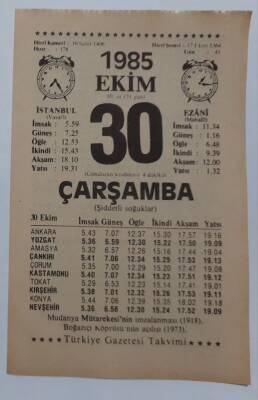 1985
EKİM
30
İSTANBUL
(Vasati)
İmsak : 5.59
Güneş : 7.25
Öğle : 12.53
İkindi : 15.43
Akşam : 18.10
Yatsı : 19.31
EZÂNİ
(Mahalli)
İmsak : 11.34
Güneş : 1.16
Öğle : 6.48
İkindi : 9.39
Akşam : 12.00
Yatsı : 1.32
ÇARŞAMBA
(Şiddetli soğuklar)
30 Ekim İmsak Güneş Öğle İkindi Akşam Yatsı
ANKARA 5.43 7.07 12.37 15.30 17.57 19.16
YOZGAT 5.36 6.59 12.30 15.22 17.50 19.09
AMASYA 5.32 6.57 12.26 15.16 17.44 19.04
ÇANKIRI 5.41 7.06 12.34 15.25 17.53 19.13
ÇORUM 5.35 7.00 12.29 15.20 17.47 19.08
KASTAMONU 5.40 7.07 12.34 15.23 17.51 19.12
TOKAT 5.29 6.53 12.23 15.14 17.41 19.01
KIRŞEHİR 5.38 7.01 12.32 15.26 17.53 19.11
KONYA 5.44 7.06 12.39 15.35 18.02 19.18
NEVŞEHİR 5.36 6.58 12.30 15.24 17.52 19.09
Mudanya Mütarekesi'nin imzalanması (1918).
Boğaziçi Köprüsü'nün açılışı (1973).
Türkiye Gazetesi Takvimi